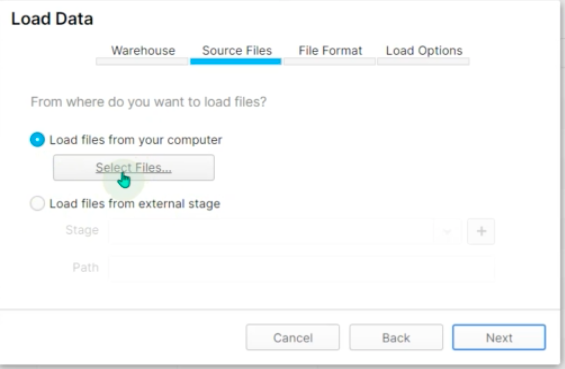 Load Data
Warehouse Source Files File Format Load Options
From where do you want to load files?
Load files from your computer
Select Files...
Load files from external stage
Stage
Path
Cancel Back Next